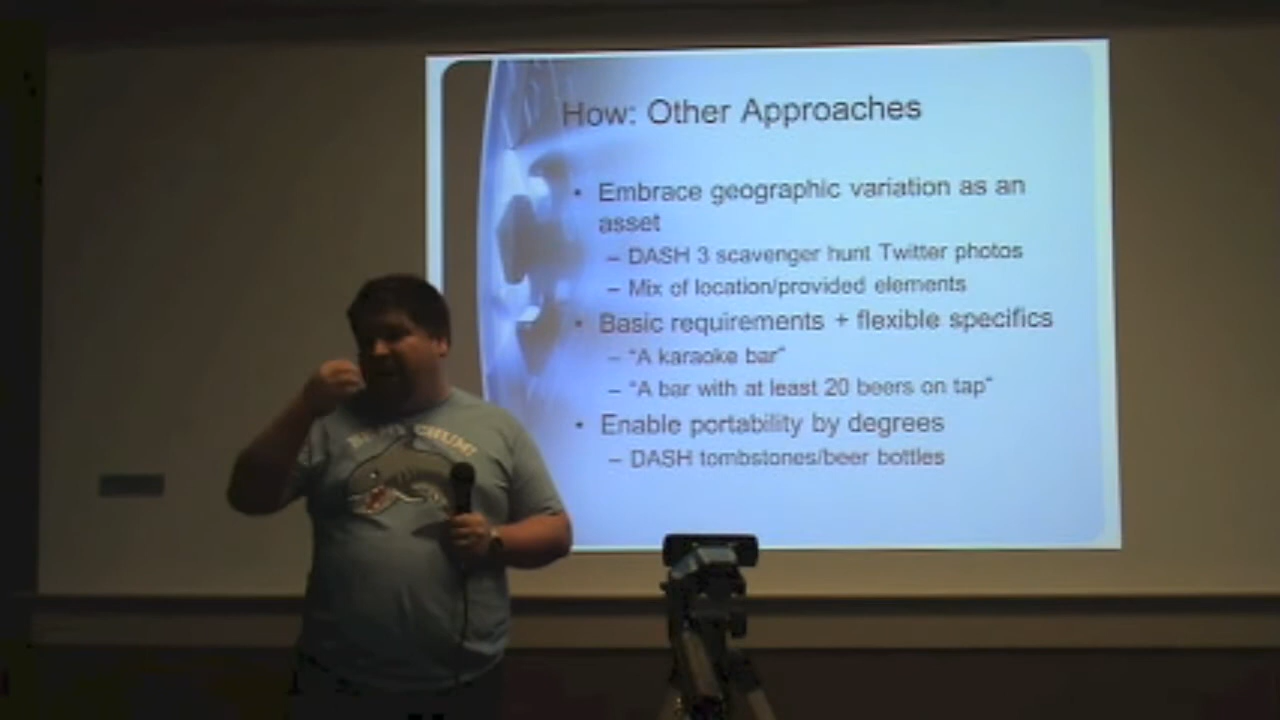 How: Other Approaches
• Embrace geographic variation as an
asset
– DASH 3 scavenger hunt Twitter photos
– Mix of location/provided elements
• Basic requirements + flexible specifics
– "A karaoke bar"
– "A bar with at least 20 beers on tap"
• Enable portability by degrees
– DASH tombstones/beer bottles
CHUM!